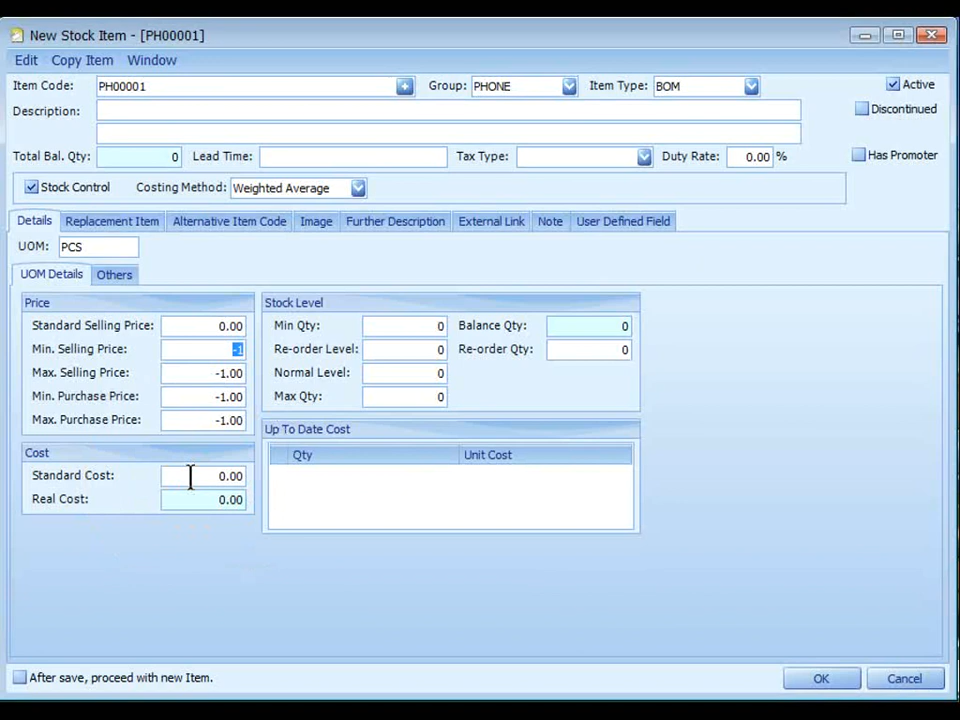 New Stock Item - [PH00001]
Edit Copy Item Window
Item Code: PH00001 Group: PHONE Item Type: BOM Active
Description: Discontinued
Total Bal. Qty: 0 Lead Time: Tax Type: Duty Rate: 0.00 % Has Promoter
Stock Control Costing Method: Weighted Average
Details Replacement Item Alternative Item Code Image Further Description External Link Note User Defined Field
UOM: PCS
UOM Details Others
Price
Standard Selling Price: 0.00
Min. Selling Price: -1
Max. Selling Price: -1.00
Min. Purchase Price: -1.00
Max. Purchase Price: -1.00
Cost
Standard Cost: 0.00
Real Cost: 0.00
Stock Level
Min Qty: 0 Balance Qty: 0
Re-order Level: 0 Re-order Qty: 0
Normal Level: 0
Max Qty: 0
Up To Date Cost
Qty Unit Cost
After save, proceed with new Item. OK Cancel